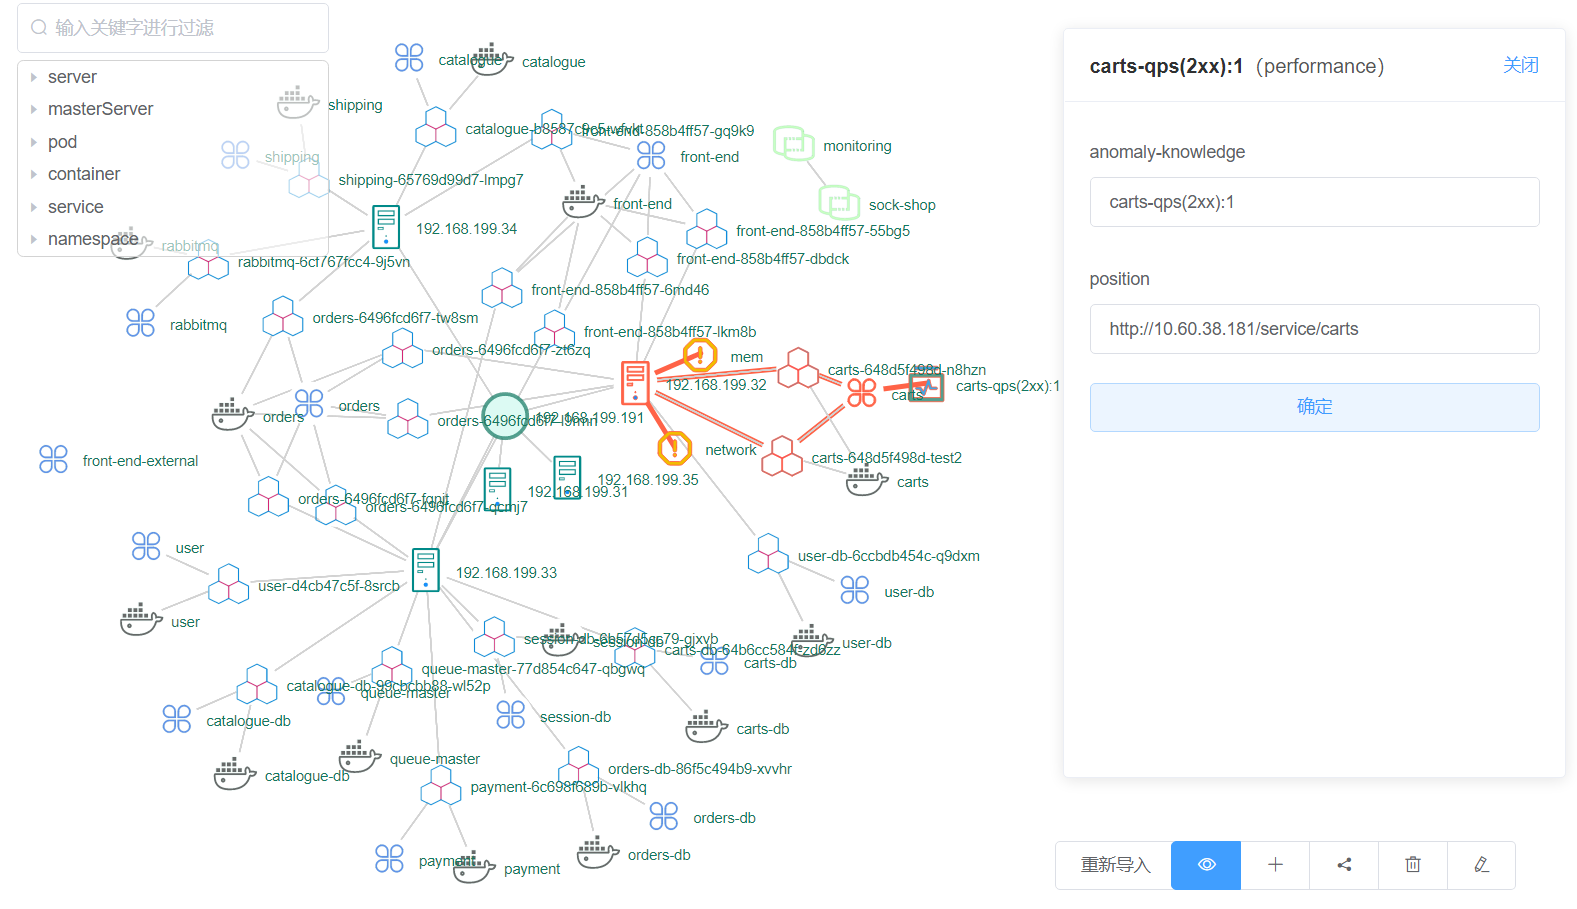 输入关键字进行过滤
server
masterServer
pod
container
service
namespace
shipping
shipping
rabbitmq
catalogue
catalogue
catalogue-b8587c9c5-wfvkt
front-end-858b4ff57-gq9k9
front-end
monitoring
sock-shop
shipping-65769d99d7-lmpg7
front-end
192.168.199.34
front-end-858b4ff57-55bg5
front-end-858b4ff57-dbdck
rabbitmq-6cf767fcc4-9j5vn
front-end-858b4ff57-6md46
rabbitmq
orders-6496fcd6f7-tw8sm
front-end-858b4ff57-lkm8b
orders-6496fcd6f7-zt6zq
mem
carts-648d5f498d-n8hzn
192.168.199.32
carts
carts-qps(2xx):1
orders
orders
orders-6496fcd6f7-l9fmn
192.168.199.191
network
carts-648d5f498d-test2
front-end-external
192.168.199.35
carts
192.168.199.31
orders-6496fcd6f7-fgnjt
orders-6496fcd6f7-qcmj7
user
user-db-6ccbdb454c-q9dxm
192.168.199.33
user-d4cb47c5f-8srcb
user-db
user
session-db-6b57d5cc79-gjxvb
session-db
user-db
carts-db-64b6cc584f-zd6zz
carts-db
queue-master-77d854c647-qbgwq
catalogue-db-99cbcbb88-wl52p
queue-master
catalogue-db
session-db
carts-db
queue-master
catalogue-db
orders-db-86f5c494b9-xvvhr
payment-6c698f689b-vlkhq
orders-db
payment
payment
orders-db
carts-qps(2xx):1（performance）
关闭
anomaly-knowledge
carts-qps(2xx):1
position
http://10.60.38.181/service/carts
确定
重新导入